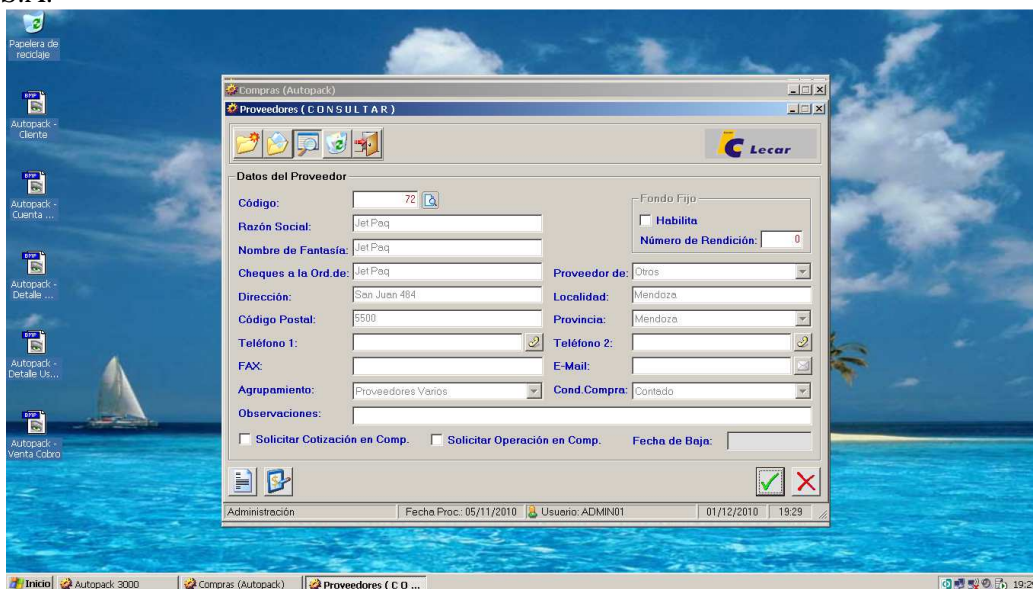 S.A.
Papelera de
reciclaje
Autopack -
Cliente
Autopack -
Cuenta ...
Autopack -
Detalle ...
Autopack -
Detalle Us...
Autopack -
Venta Cobro
Compras (Autopack)
Proveedores ( C O N S U L T A R )
Lecar
Datos del Proveedor
Código: 72
Fondo Fijo
Habilita
Número de Rendición: 0
Razón Social: Jet Paq
Nombre de Fantasía: Jet Paq
Cheques a la Ord.de: Jet Paq Proveedor de: Otros
Dirección: San Juan 484 Localidad: Mendoza
Código Postal: 5500 Provincia: Mendoza
Teléfono 1: Teléfono 2:
FAX: E-Mail:
Agrupamiento: Proveedores Varios Cond.Compra: Contado
Observaciones:
Solicitar Cotización en Comp. Solicitar Operación en Comp. Fecha de Baja:
Administración Fecha Proc.: 05/11/2010 Usuario: ADMIN01 01/12/2010 19:29
Inicio Autopack 3000 Compras (Autopack) Proveedores ( C O ... 19:29